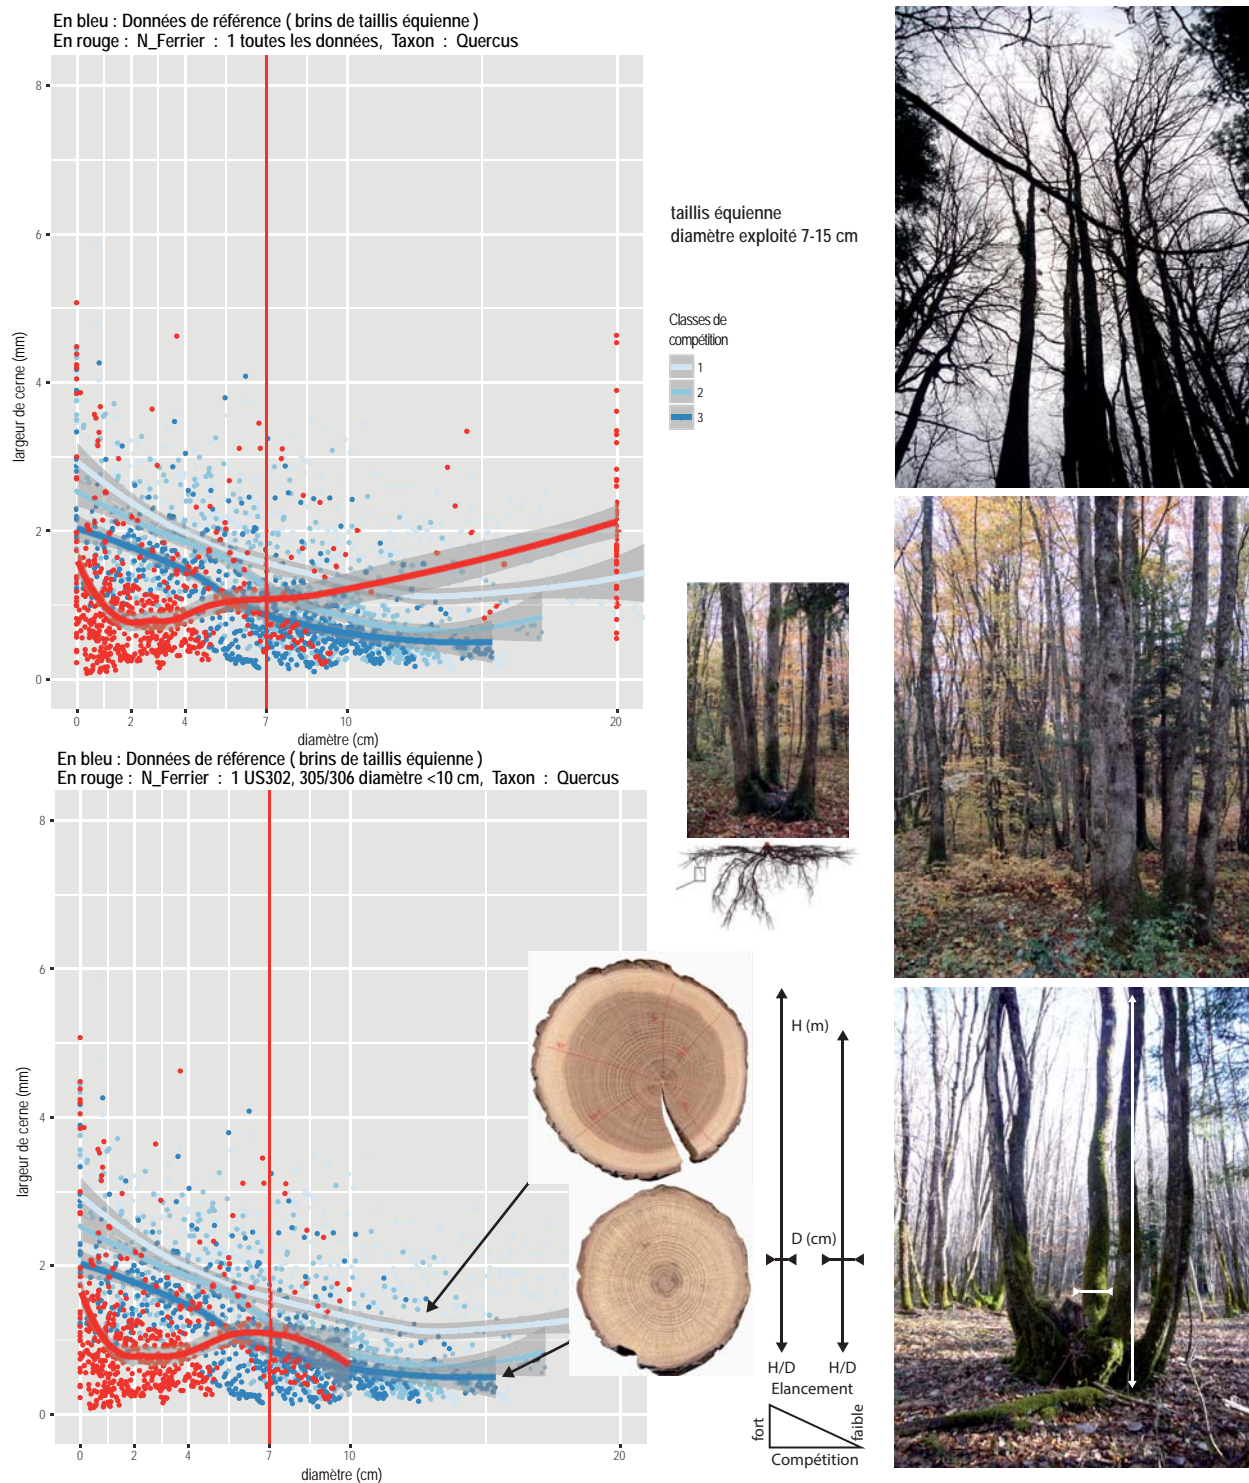 En bleu : Données de référence ( brins de taillis équienne )
En rouge : N_Ferrier : 1 toutes les données, Taxon : Quercus
8
6
4
2
0
largeur de cerne (mm)
0 2 4 7 10 20
diamètre (cm)
taillis équienne
diamètre exploité 7-15 cm
Classes de
compétition
1
2
3
En bleu : Données de référence ( brins de taillis équienne )
En rouge : N_Ferrier : 1 US302, 305/306 diamètre <10 cm, Taxon : Quercus
8
6
4
2
0
largeur de cerne (mm)
0 2 4 7 10 20
diamètre (cm)
H (m)
D (cm)
H/D H/D
Elancement
fort
faible
Compétition